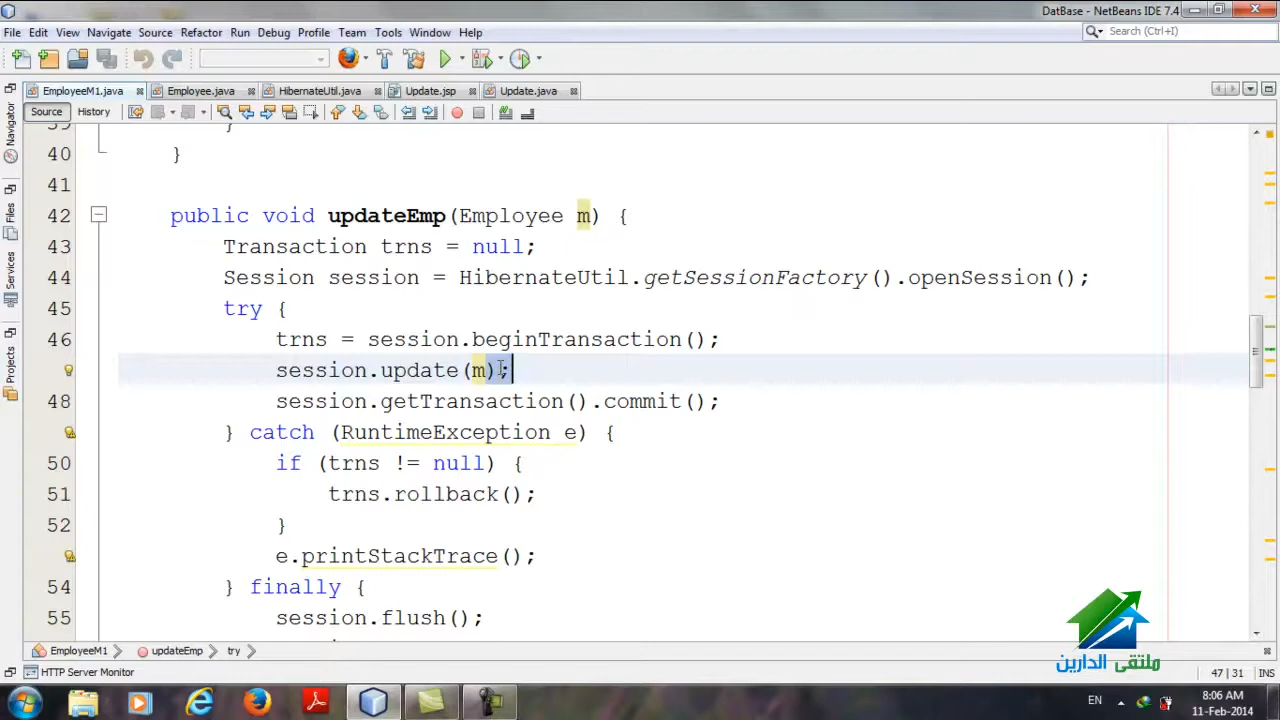 DatBase - NetBeans IDE 7.4
File Edit View Navigate Source Refactor Run Debug Profile Team Tools Window Help
Search (Ctrl+I)
EmployeeM1.java Employee.java HibernateUtil.java Update.jsp Update.java
Source History
Navigator
Files
Services
Projects
40 }
41
42 public void updateEmp(Employee m) {
43 Transaction trns = null;
44 Session session = HibernateUtil.getSessionFactory().openSession();
45 try {
46 trns = session.beginTransaction();
session.update(m);
48 session.getTransaction().commit();
} catch (RuntimeException e) {
50 if (trns != null) {
51 trns.rollback();
52 }
e.printStackTrace();
54 } finally {
55 session.flush();
EmployeeM1 updateEmp try
ملتقى الدارين
HTTP Server Monitor
47 | 31 INS
EN
8:06 AM
11-Feb-2014